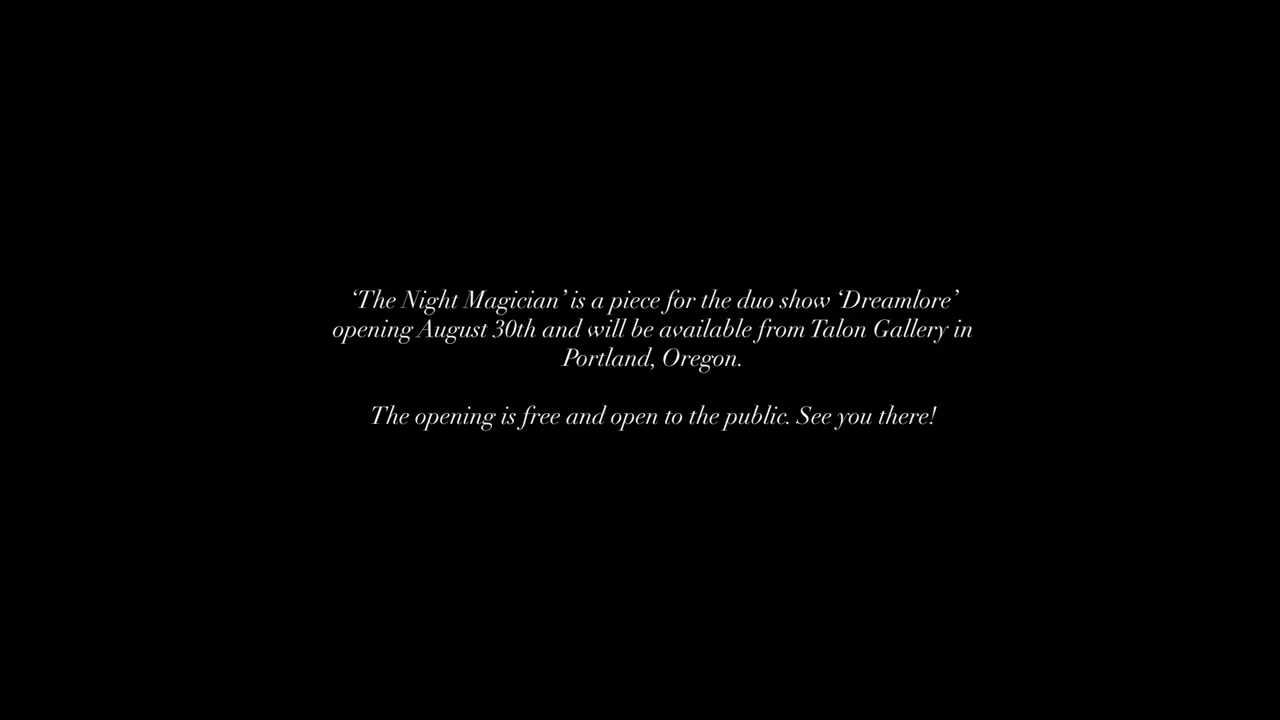 ‘The Night Magician’ is a piece for the duo show ‘Dreamlore’
opening August 30th and will be available from Talon Gallery in
Portland, Oregon.
The opening is free and open to the public. See you there!